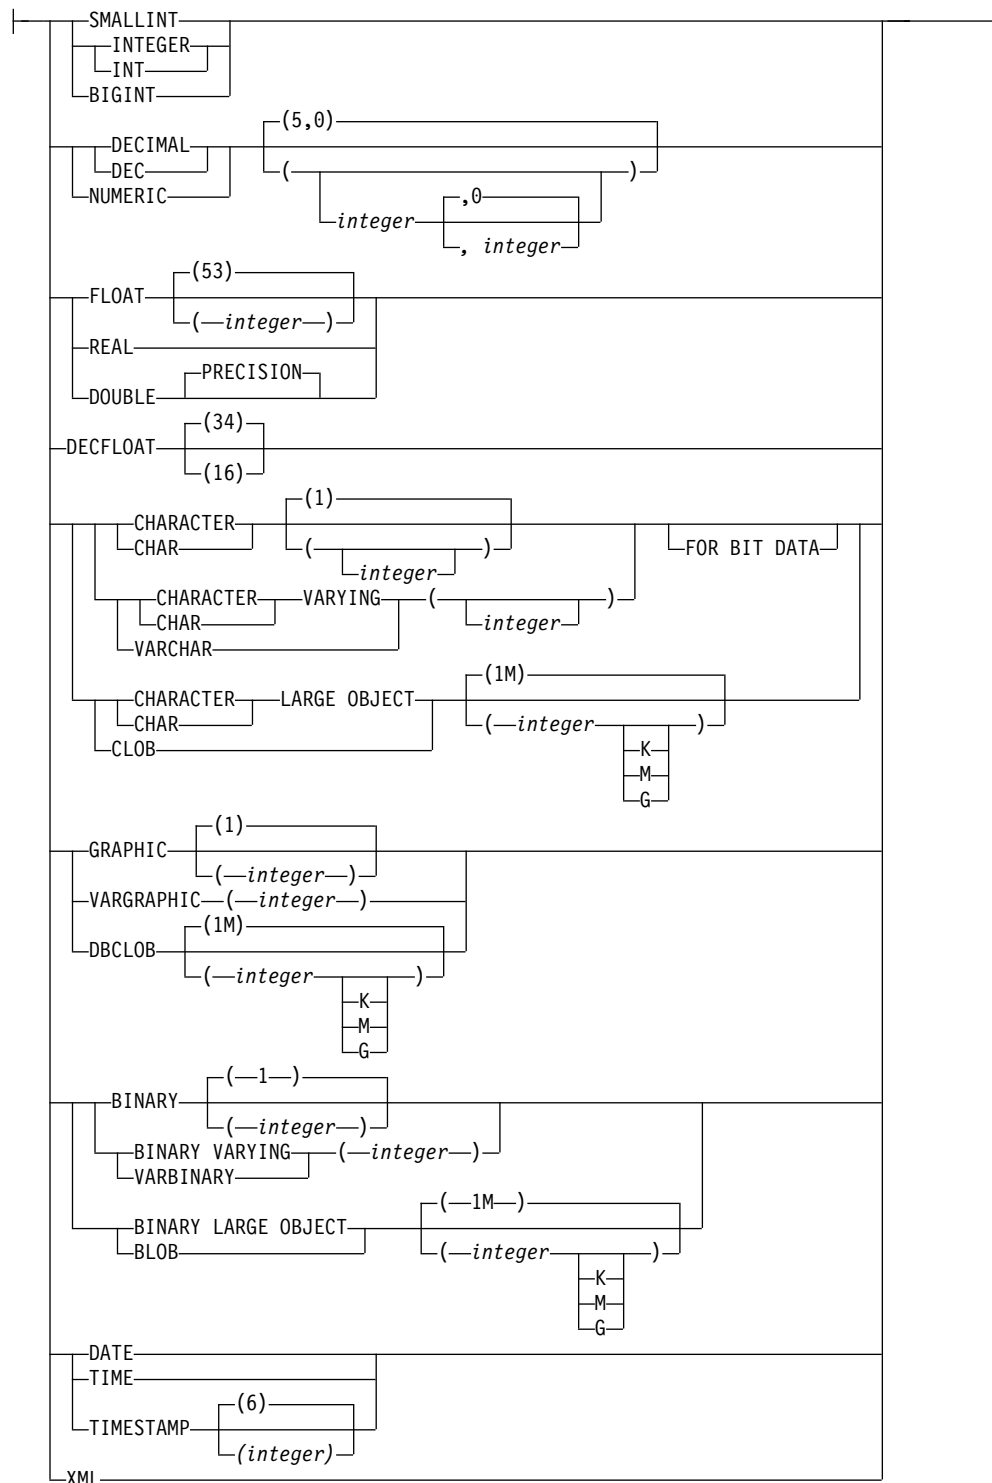 SMALLINT
INTEGER
INT
BIGINT
(5,0)
DECIMAL
DEC ( )
NUMERIC ,0
integer
, integer
(53)
FLOAT
( integer )
REAL
PRECISION
DOUBLE
(34)
DECFLOAT
(16)
(1)
CHARACTER
CHAR ( ) FOR BIT DATA
integer
CHARACTER VARYING ( )
CHAR integer
VARCHAR
(1M)
CHARACTER LARGE OBJECT
CHAR ( integer )
CLOB K
M
G
(1)
GRAPHIC
( integer )
VARGRAPHIC ( integer )
(1M)
DBCLOB
( integer )
K
M
G
( 1 )
BINARY
( integer )
BINARY VARYING ( integer )
VARBINARY
( 1M )
BINARY LARGE OBJECT
BLOB ( integer )
K
M
G
DATE
TIME
(6)
TIMESTAMP
(integer)
XML